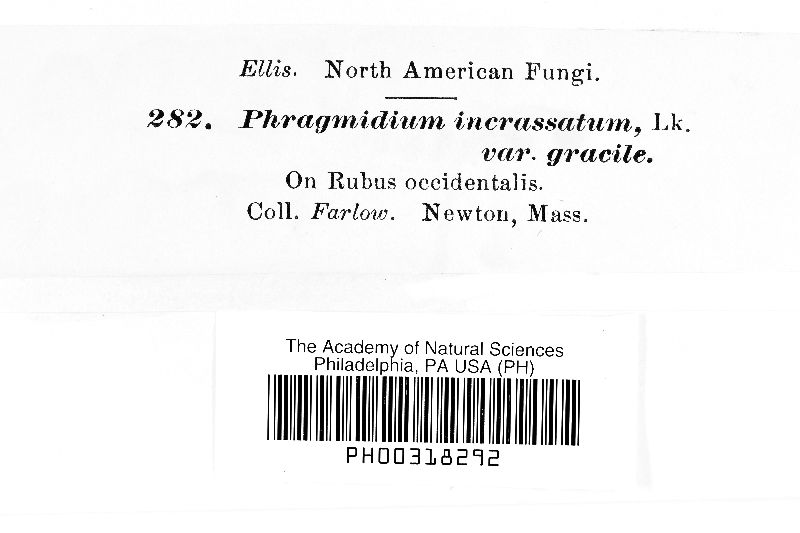 Ellis. North American Fungi.
282. Phragmidium incrassatum, Lk.
var. gracile.
On Rubus occidentalis.
Coll. Farlow. Newton, Mass.
The Academy of Natural Sciences
Philadelphia, PA USA (PH)
PH00318292